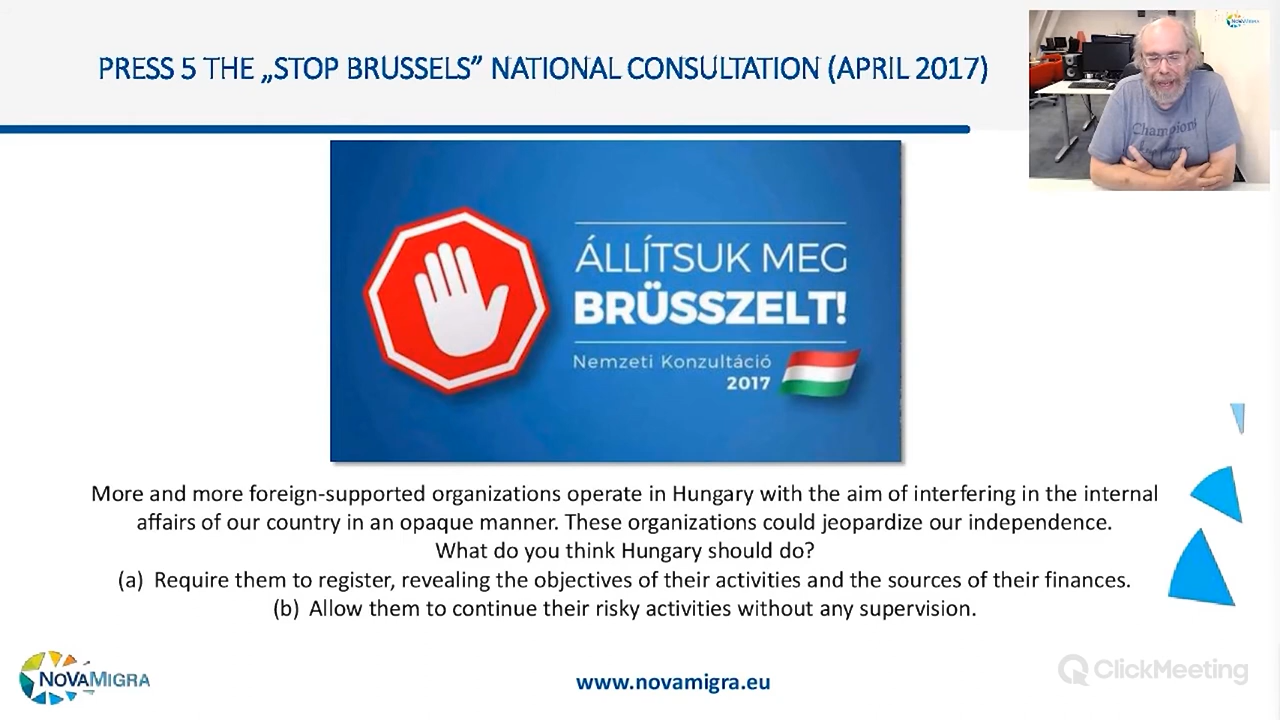 PRESS 5 THE „STOP BRUSSELS” NATIONAL CONSULTATION (APRIL 2017)
NOVAMIGRA
Champion
ÁLLÍTSUK MEG
BRÜSSZELT!
Nemzeti Konzultáció
2017
More and more foreign-supported organizations operate in Hungary with the aim of interfering in the internal
affairs of our country in an opaque manner. These organizations could jeopardize our independence.
What do you think Hungary should do?
(a) Require them to register, revealing the objectives of their activities and the sources of their finances.
(b) Allow them to continue their risky activities without any supervision.
NOVAMIGRA
www.novamigra.eu
ClickMeeting